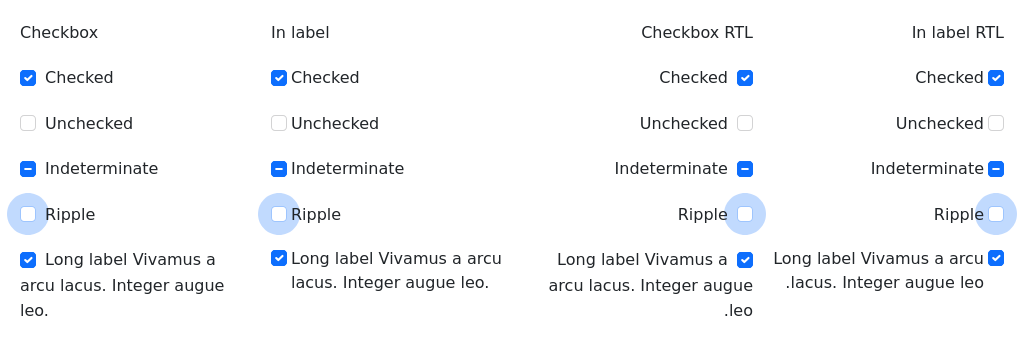 Checkbox
Checked
Unchecked
Indeterminate
Ripple
Long label Vivamus a
arcu lacus. Integer augue
leo.
In label
Checked
Unchecked
Indeterminate
Ripple
Long label Vivamus a arcu
lacus. Integer augue leo.
Checkbox RTL
Checked
Unchecked
Indeterminate
Ripple
Long label Vivamus a
arcu lacus. Integer augue
.leo
In label RTL
Checked
Unchecked
Indeterminate
Ripple
Long label Vivamus a arcu
.lacus. Integer augue leo